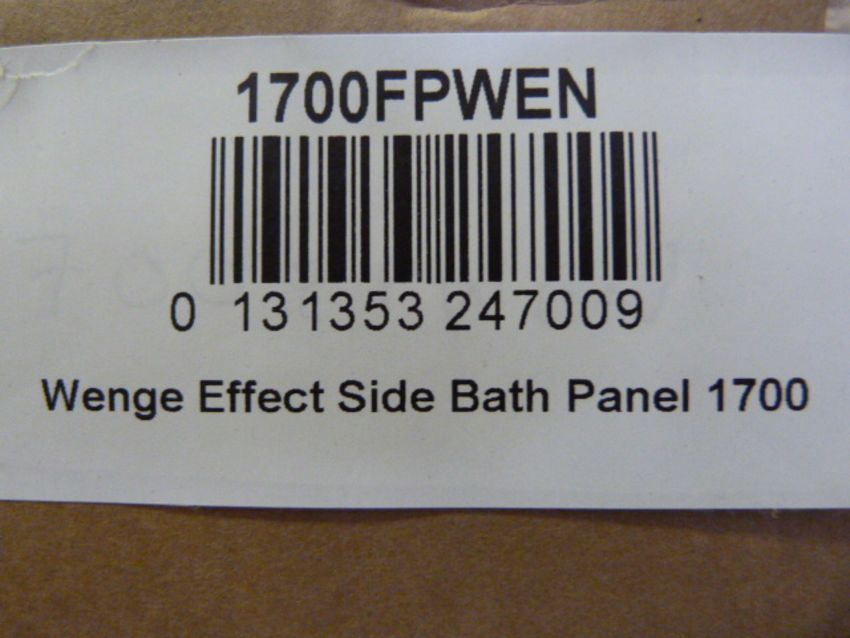 1700FPWEN
0 131353 247009
Wenge Effect Side Bath Panel 1700